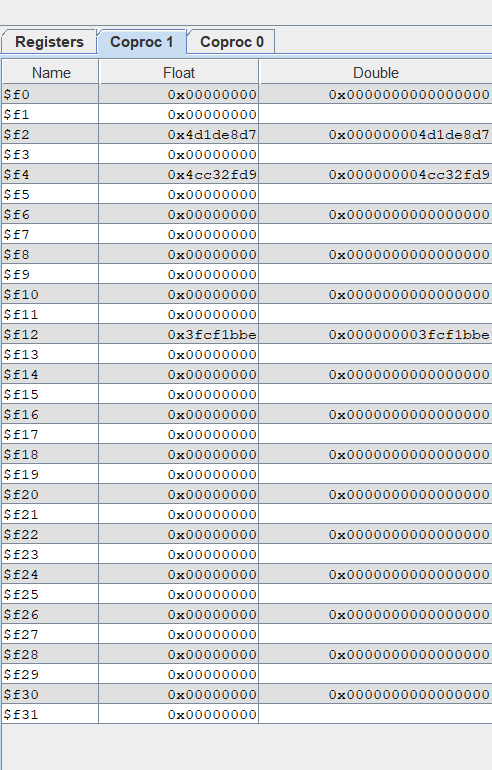 Registers Coproc 1 Coproc 0
Name Float Double
$f0 0x00000000 0x0000000000000000
$f1 0x00000000
$f2 0x4d1de8d7 0x000000004d1de8d7
$f3 0x00000000
$f4 0x4cc32fd9 0x000000004cc32fd9
$f5 0x00000000
$f6 0x00000000 0x0000000000000000
$f7 0x00000000
$f8 0x00000000 0x0000000000000000
$f9 0x00000000
$f10 0x00000000 0x0000000000000000
$f11 0x00000000
$f12 0x3fcf1bbe 0x000000003fcf1bbe
$f13 0x00000000
$f14 0x00000000 0x0000000000000000
$f15 0x00000000
$f16 0x00000000 0x0000000000000000
$f17 0x00000000
$f18 0x00000000 0x0000000000000000
$f19 0x00000000
$f20 0x00000000 0x0000000000000000
$f21 0x00000000
$f22 0x00000000 0x0000000000000000
$f23 0x00000000
$f24 0x00000000 0x0000000000000000
$f25 0x00000000
$f26 0x00000000 0x0000000000000000
$f27 0x00000000
$f28 0x00000000 0x0000000000000000
$f29 0x00000000
$f30 0x00000000 0x0000000000000000
$f31 0x00000000